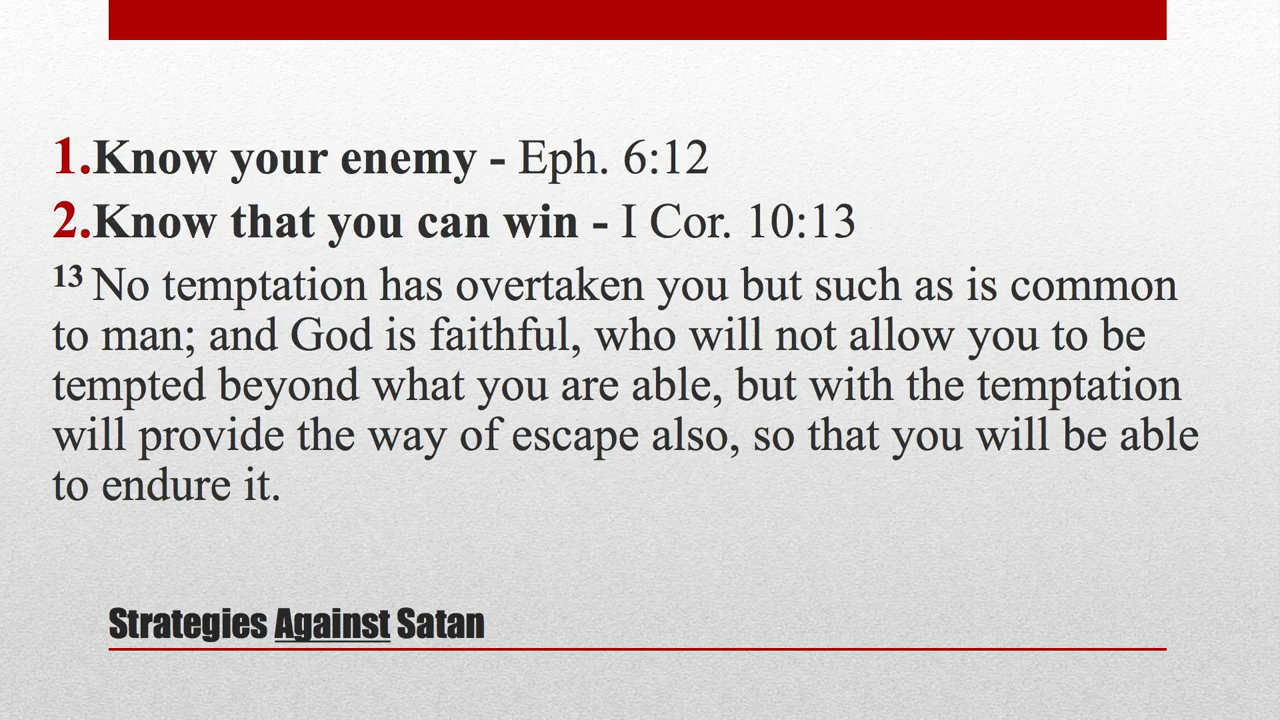 1.Know your enemy - Eph. 6:12
2.Know that you can win - I Cor. 10:13
13 No temptation has overtaken you but such as is common
to man; and God is faithful, who will not allow you to be
tempted beyond what you are able, but with the temptation
will provide the way of escape also, so that you will be able
to endure it.
Strategies Against Satan